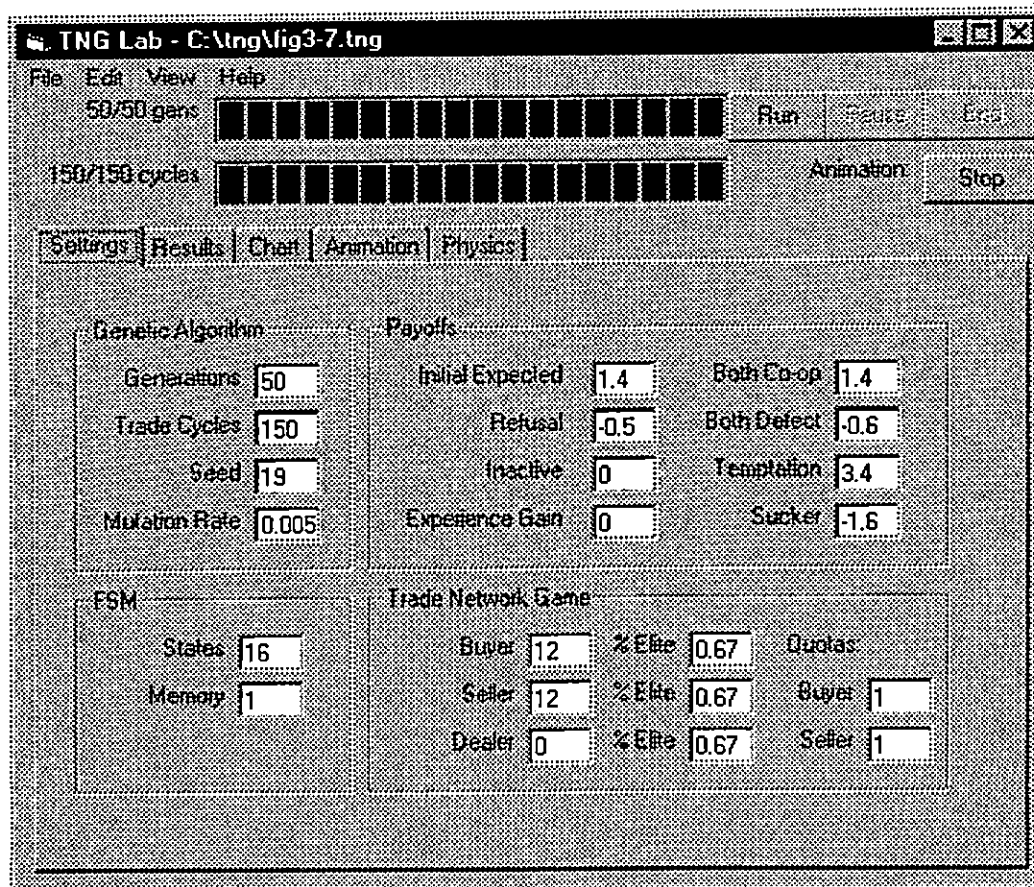 TNG Lab - C:\tng\fig3-7.tng
File Edit View Help
50/50 gens Run Pause End
150/150 cycles Animation: Stop
Settings Results Chart Animation Physics
Genetic Algorithm
Generations 50
Trade Cycles 150
Seed 19
Mutation Rate 0.005
Payoffs
Initial Expected 1.4 Both Co-op 1.4
Refusal -0.5 Both Defect -0.6
Inactive 0 Temptation 3.4
Experience Gain 0 Sucker -1.6
FSM
States 16
Memory 1
Trade Network Game
Buyer 12 % Elite 0.67 Quotas:
Seller 12 % Elite 0.67 Buyer 1
Dealer 0 % Elite 0.67 Seller 1